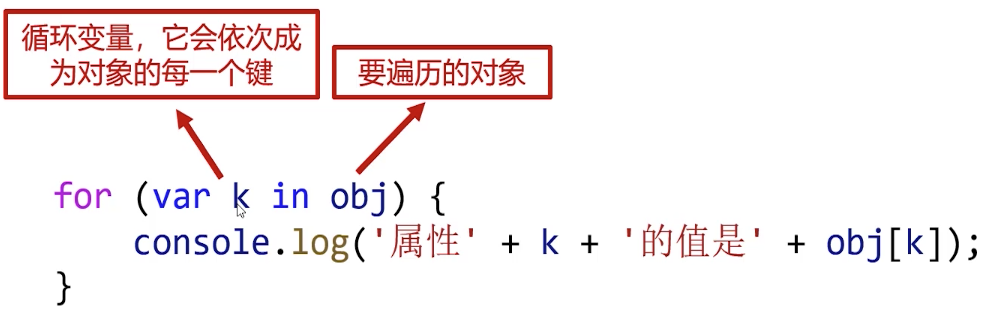 循环变量，它会依次成
为对象的每一个键
要遍历的对象
for (var k in obj) {
    console.log('属性' + k + '的值是' + obj[k]);
}